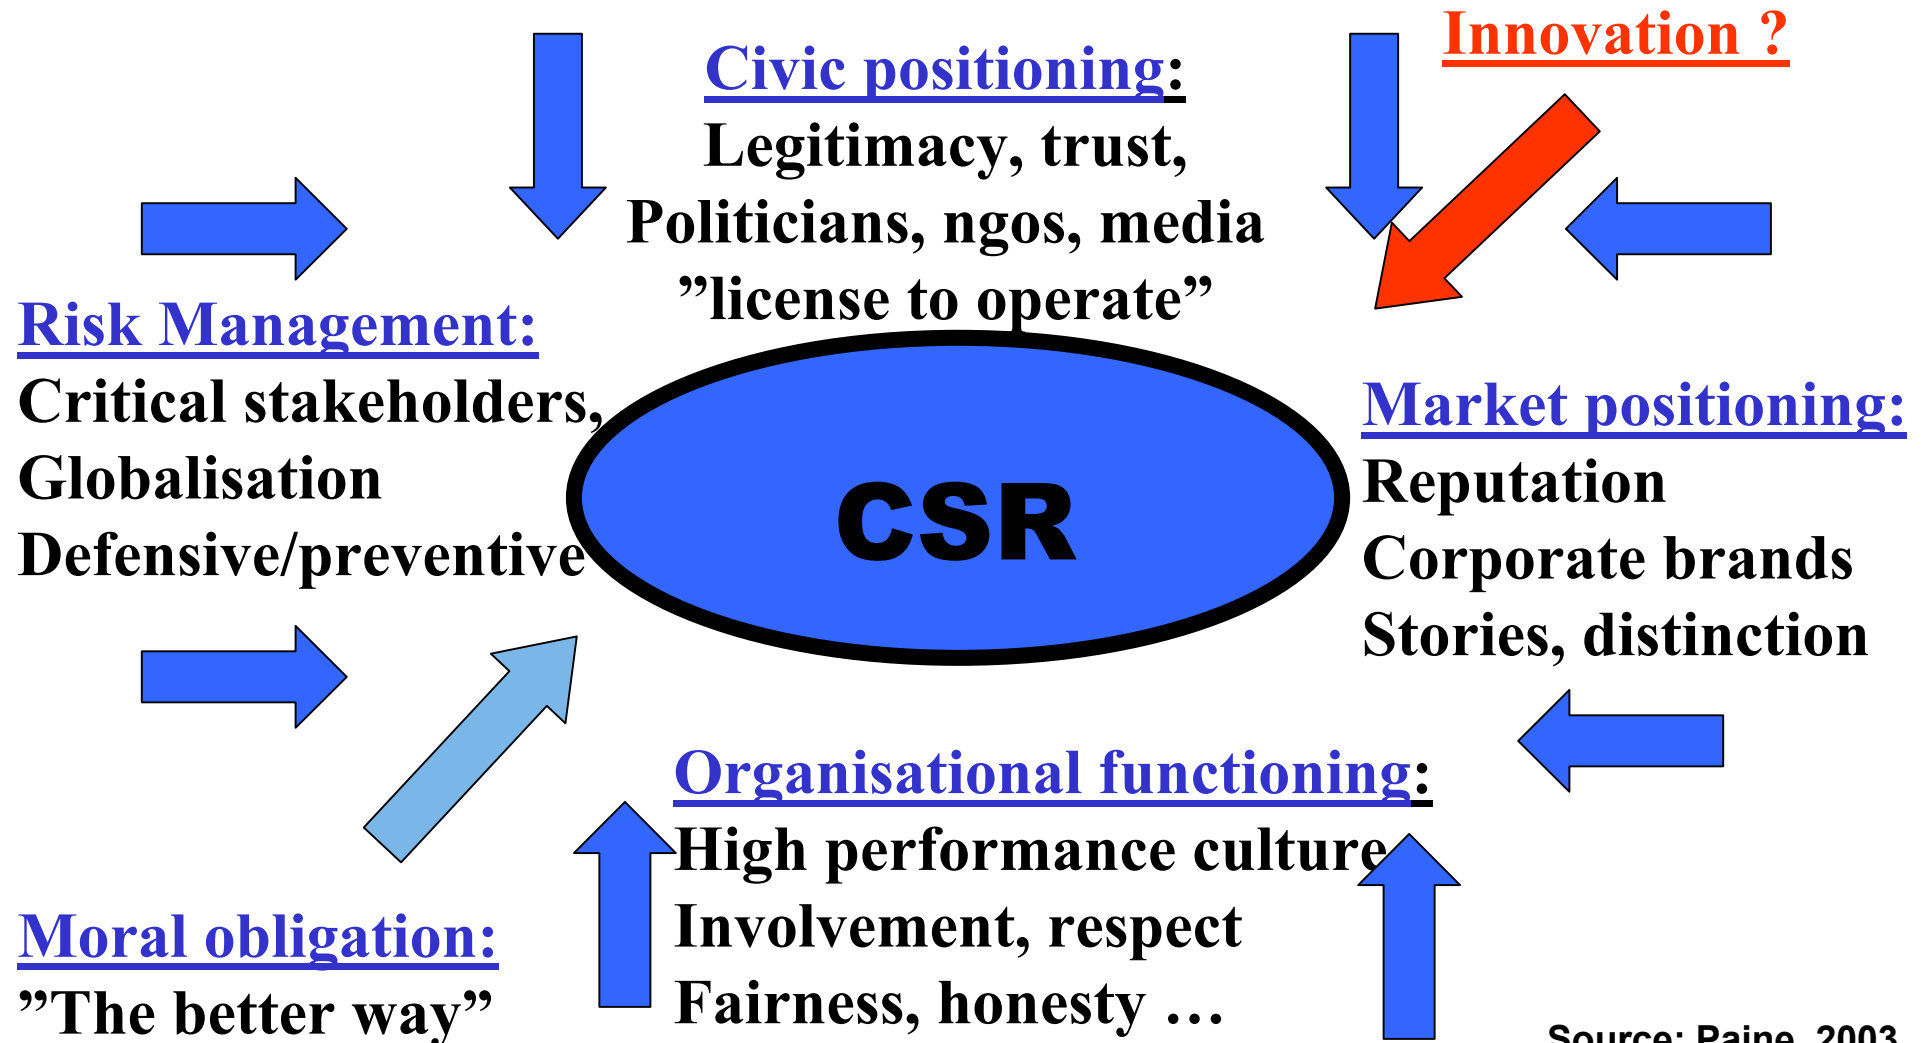 Innovation ?
Civic positioning:
Legitimacy, trust,
Politicians, ngos, media
”license to operate”
Risk Management:
Critical stakeholders,
Globalisation
Defensive/preventive
CSR
Market positioning:
Reputation
Corporate brands
Stories, distinction
Organisational functioning:
High performance culture
Involvement, respect
Fairness, honesty …
Moral obligation:
”The better way”
Source: Paine, 2003